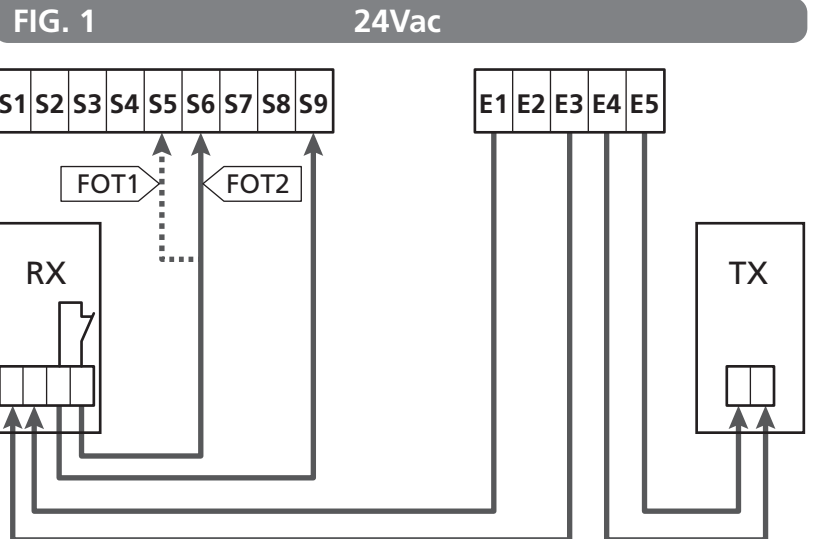 FIG. 1 24Vac
S1 S2 S3 S4 S5 S6 S7 S8 S9 E1 E2 E3 E4 E5
FOT1 FOT2
RX TX